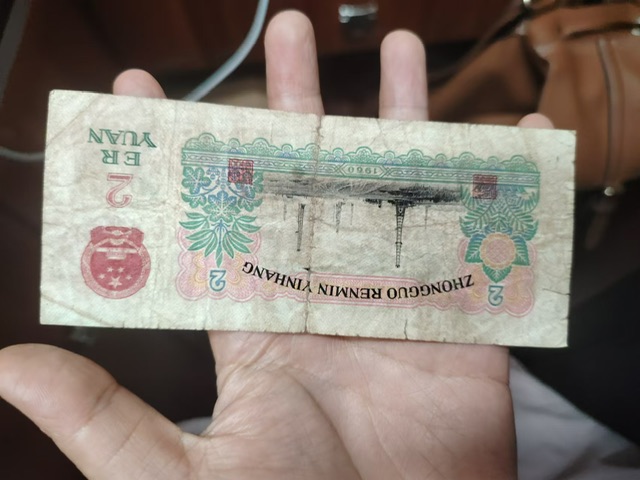 ZHONGGUO RENMIN YINHANG
2
2
1960
2
ER
YUAN